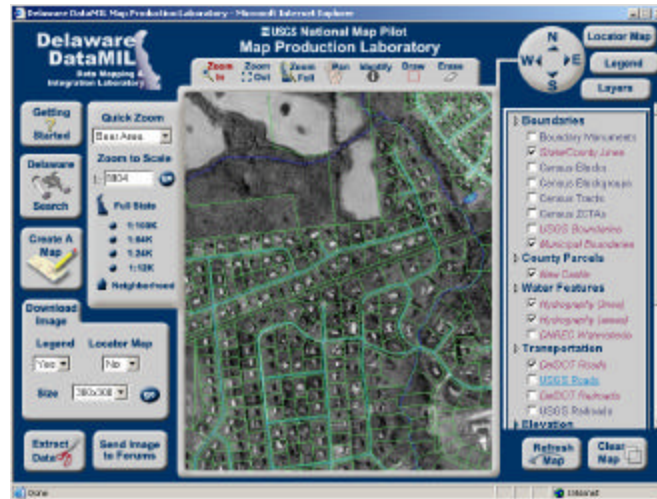 Delaware DataMIL Map Production Laboratory - Microsoft Internet Explorer
Delaware
DataMIL
Data Mapping &
Integration Laboratory
USGS National Map Pilot
Map Production Laboratory
Zoom In
Zoom Out
Zoom Full
Pan
Identify
Draw
Erase
N
W
E
S
Locator Map
Legend
Layers
Getting
?
Started
Delaware
Search
Create A
Map
Quick Zoom
Bear Area
Zoom to Scale
1:
GO
Full State
1:100K
1:64K
1:24K
1:12K
Neighborhood
Download
Image
Legend
Locator Map
Yes
No
Size
300x300
GO
Extract
Data
Send Image
to Forums
Boundaries
Boundary Monuments
State/County Lines
Census Blocks
Census Blockgroups
Census Tracts
Census ZCTAs
USGS Boundaries
Municipal Boundaries
County Parcels
New Castle
Water Features
Hydrography (lines)
Hydrography (areas)
DNREC Watersheds
Transportation
DelDOT Roads
USGS Roads
DelDOT Railroads
USGS Railroads
Elevation
Refresh
Map
Clear
Map
Done
Internet